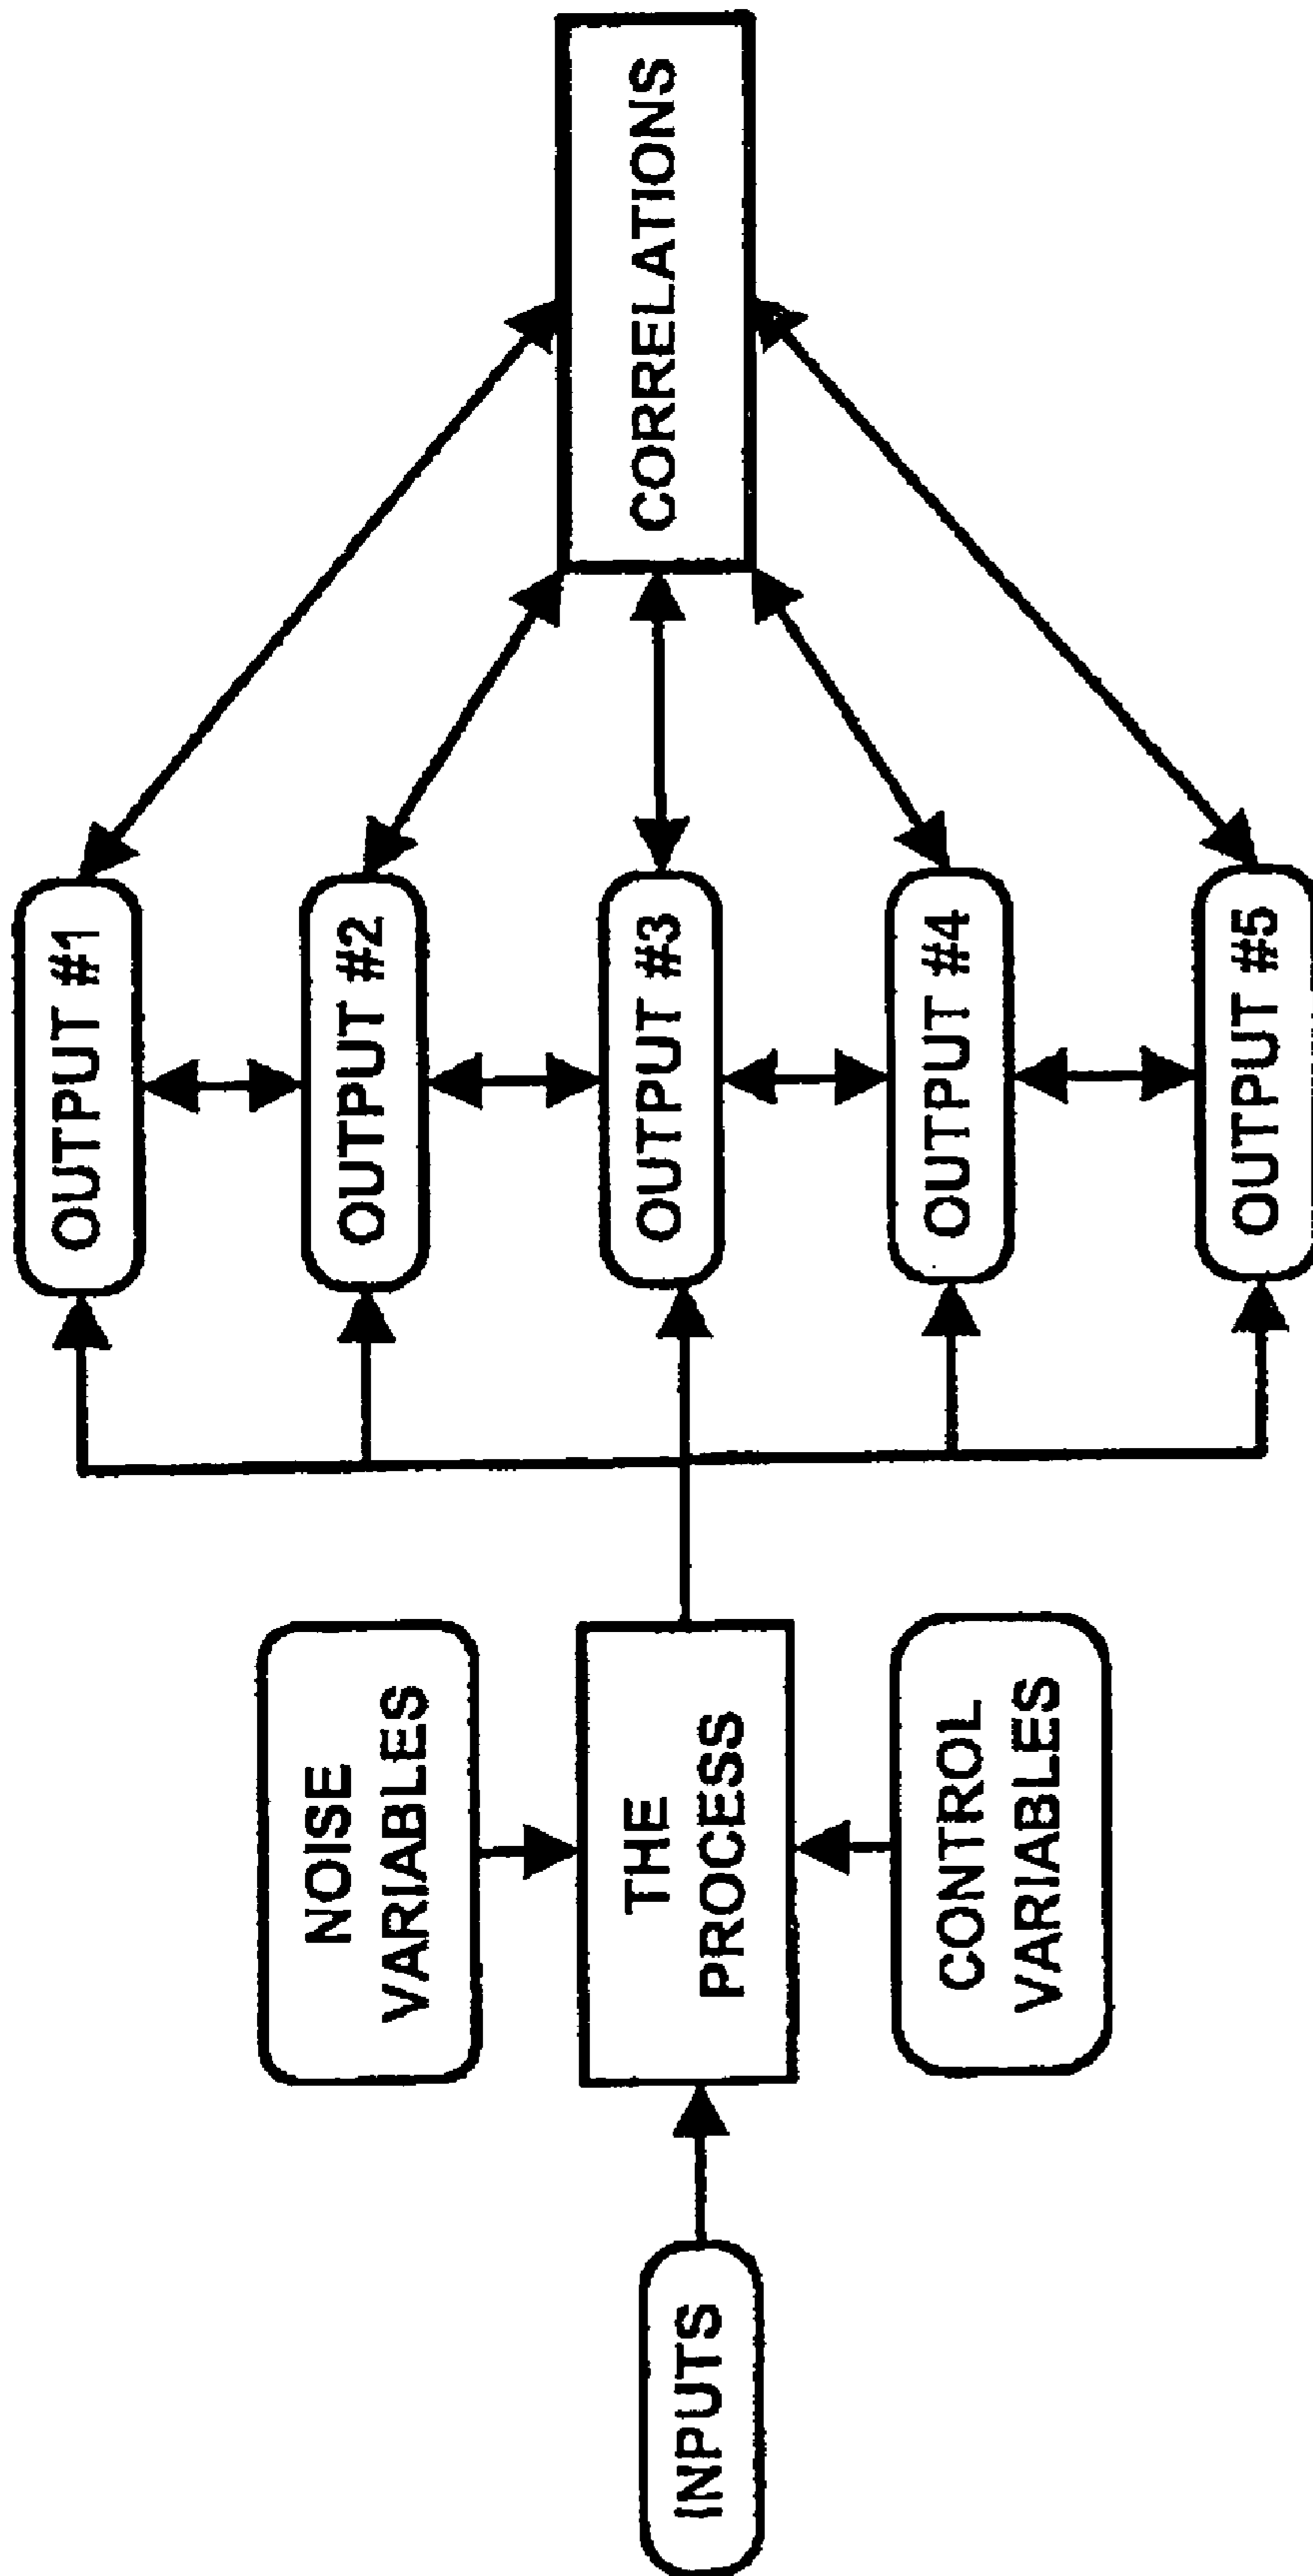 INPUTS
NOISE
VARIABLES
THE
PROCESS
CONTROL
VARIABLES
OUTPUT #1
OUTPUT #2
OUTPUT #3
OUTPUT #4
OUTPUT #5
CORRELATIONS